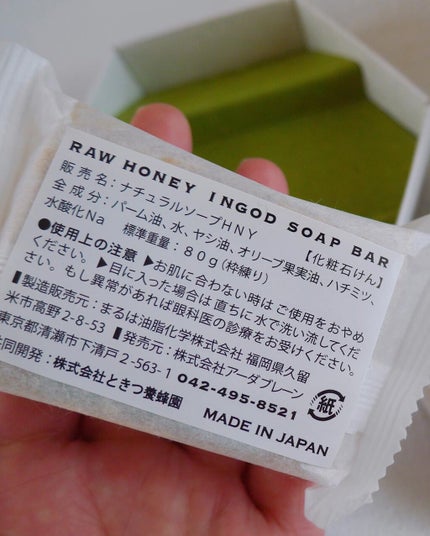 RAW HONEY INGOD SOAP BAR
販売名：ナチュラルソープHNY 【化粧石けん】
全成分：パーム油、水、ヤシ油、オリーブ果実油、ハチミツ、
水酸化Na 標準重量：80g(枠練り)
●使用上の注意 ▶お肌に合わない時はご使用をおやめ
ください。▶目に入った場合は直ちに水で洗い流してくだ
さい。もし異常があれば眼科医の診療をお受けください。
▮製造販売元：まるは油脂化学株式会社 福岡県久留
米市高野2-8-53 ▮発売元：株式会社アーダブレーン
東京都清瀬市下清戸2-563-1 042-495-8521
共同開発：株式会社ときつ養蜂園
紙
MADE IN JAPAN